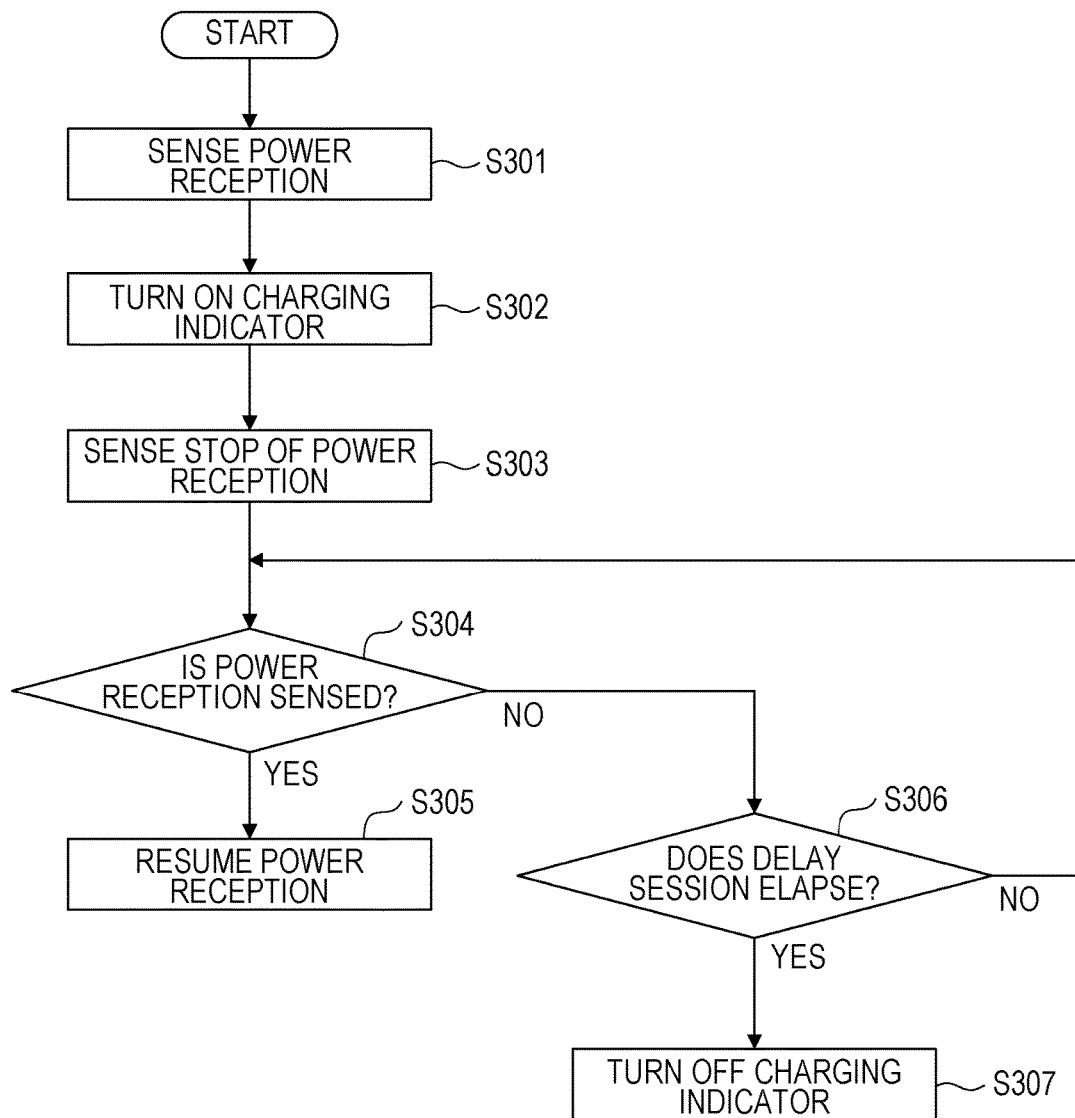 START
SENSE POWER
RECEPTION
S301
TURN ON CHARGING
INDICATOR
S302
SENSE STOP OF POWER
RECEPTION
S303
S304
IS POWER
RECEPTION SENSED?
NO
YES
S305
RESUME POWER
RECEPTION
S306
DOES DELAY
SESSION ELAPSE?
NO
YES
TURN OFF CHARGING
INDICATOR
S307